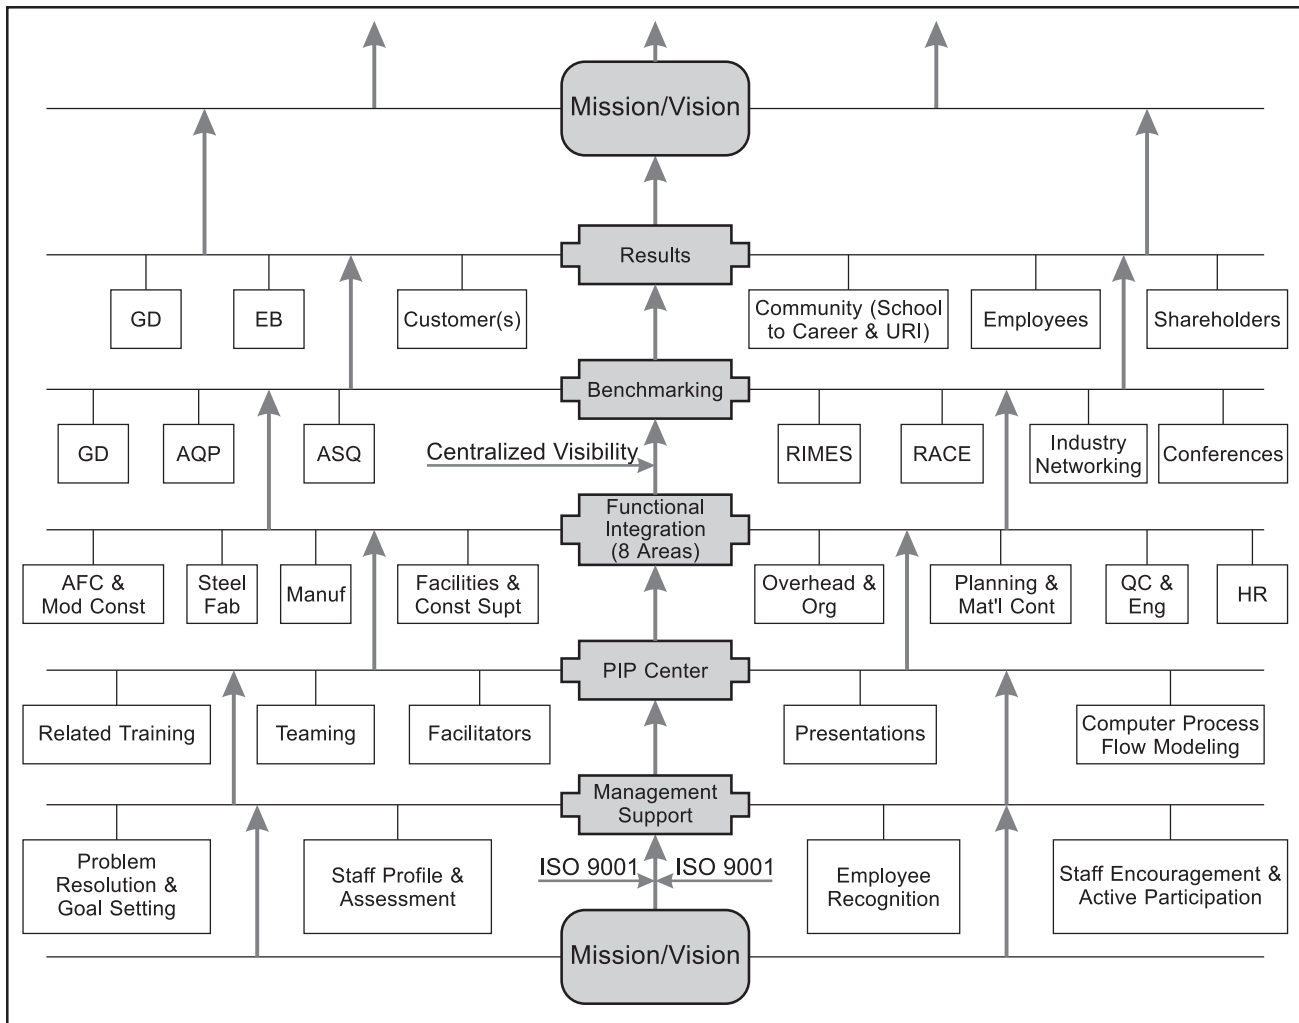 Mission/Vision
Results
GD
EB
Customer(s)
Community (School
to Career & URI)
Employees
Shareholders
Benchmarking
GD
AQP
ASQ
RIMES
RACE
Industry
Networking
Conferences
Centralized Visibility
Functional
Integration
(8 Areas)
AFC &
Mod Const
Steel
Fab
Manuf
Facilities &
Const Supt
Overhead &
Org
Planning &
Mat'l Cont
QC &
Eng
HR
PIP Center
Related Training
Teaming
Facilitators
Presentations
Computer Process
Flow Modeling
Management
Support
Problem
Resolution &
Goal Setting
Staff Profile &
Assessment
ISO 9001
ISO 9001
Employee
Recognition
Staff Encouragement &
Active Participation
Mission/Vision